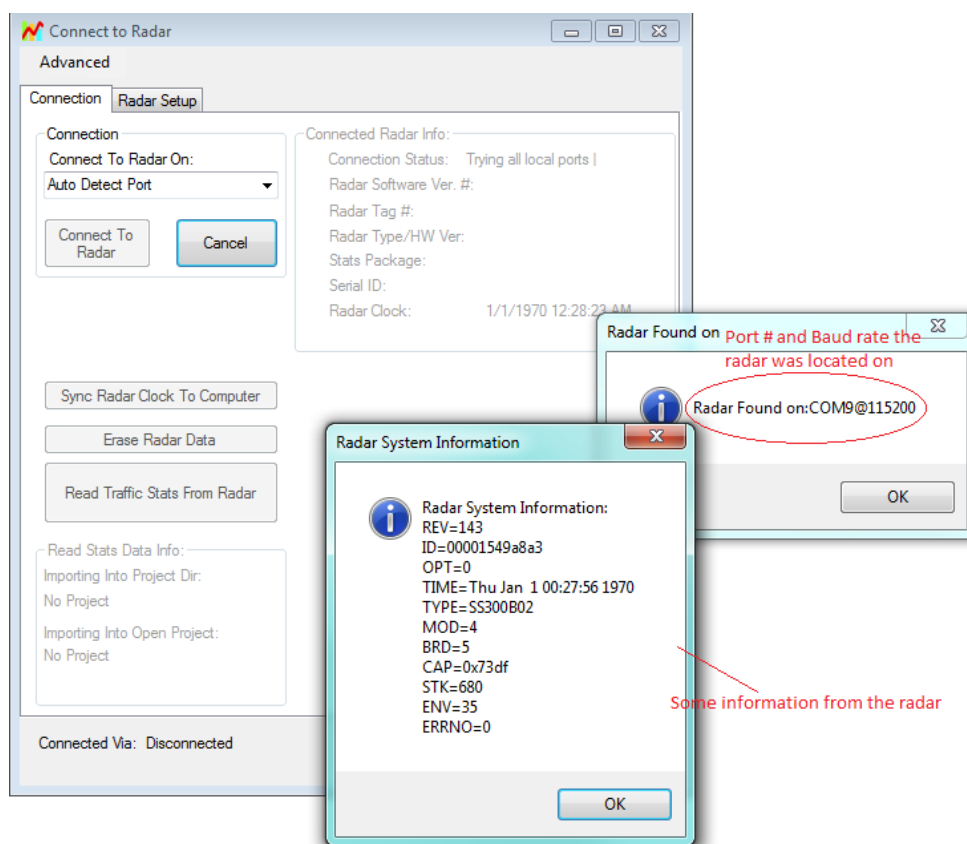 Connect to Radar
Advanced
Connection
Radar Setup
Connection
Connect To Radar On:
Auto Detect Port
Connect To
Radar
Cancel
Connected Radar Info:
Connection Status: Trying all local ports |
Radar Software Ver. #:
Radar Tag #:
Radar Type/HW Ver:
Stats Package:
Serial ID:
Radar Clock: 1/1/1970 12:28:23 AM
Sync Radar Clock To Computer
Erase Radar Data
Read Traffic Stats From Radar
Read Stats Data Info:
Importing Into Project Dir:
No Project
Importing Into Open Project:
No Project
Connected Via: Disconnected
Radar Found on
Port # and Baud rate the
radar was located on
Radar Found on:COM9@115200
OK
Radar System Information
Radar System Information:
REV=143
ID=00001549a8a3
OPT=0
TIME=Thu Jan 1 00:27:56 1970
TYPE=SS300B02
MOD=4
BRD=5
CAP=0x73df
STK=680
ENV=35
ERRNO=0
OK
Some information from the radar